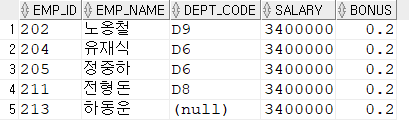 EMP_ID EMP_NAME DEPT_CODE SALARY BONUS
1 202 노옹철 D9 3400000 0.2
2 204 유재식 D6 3400000 0.2
3 205 정중하 D6 3400000 0.2
4 211 전형돈 D8 3400000 0.2
5 213 하동운 (null) 3400000 0.2